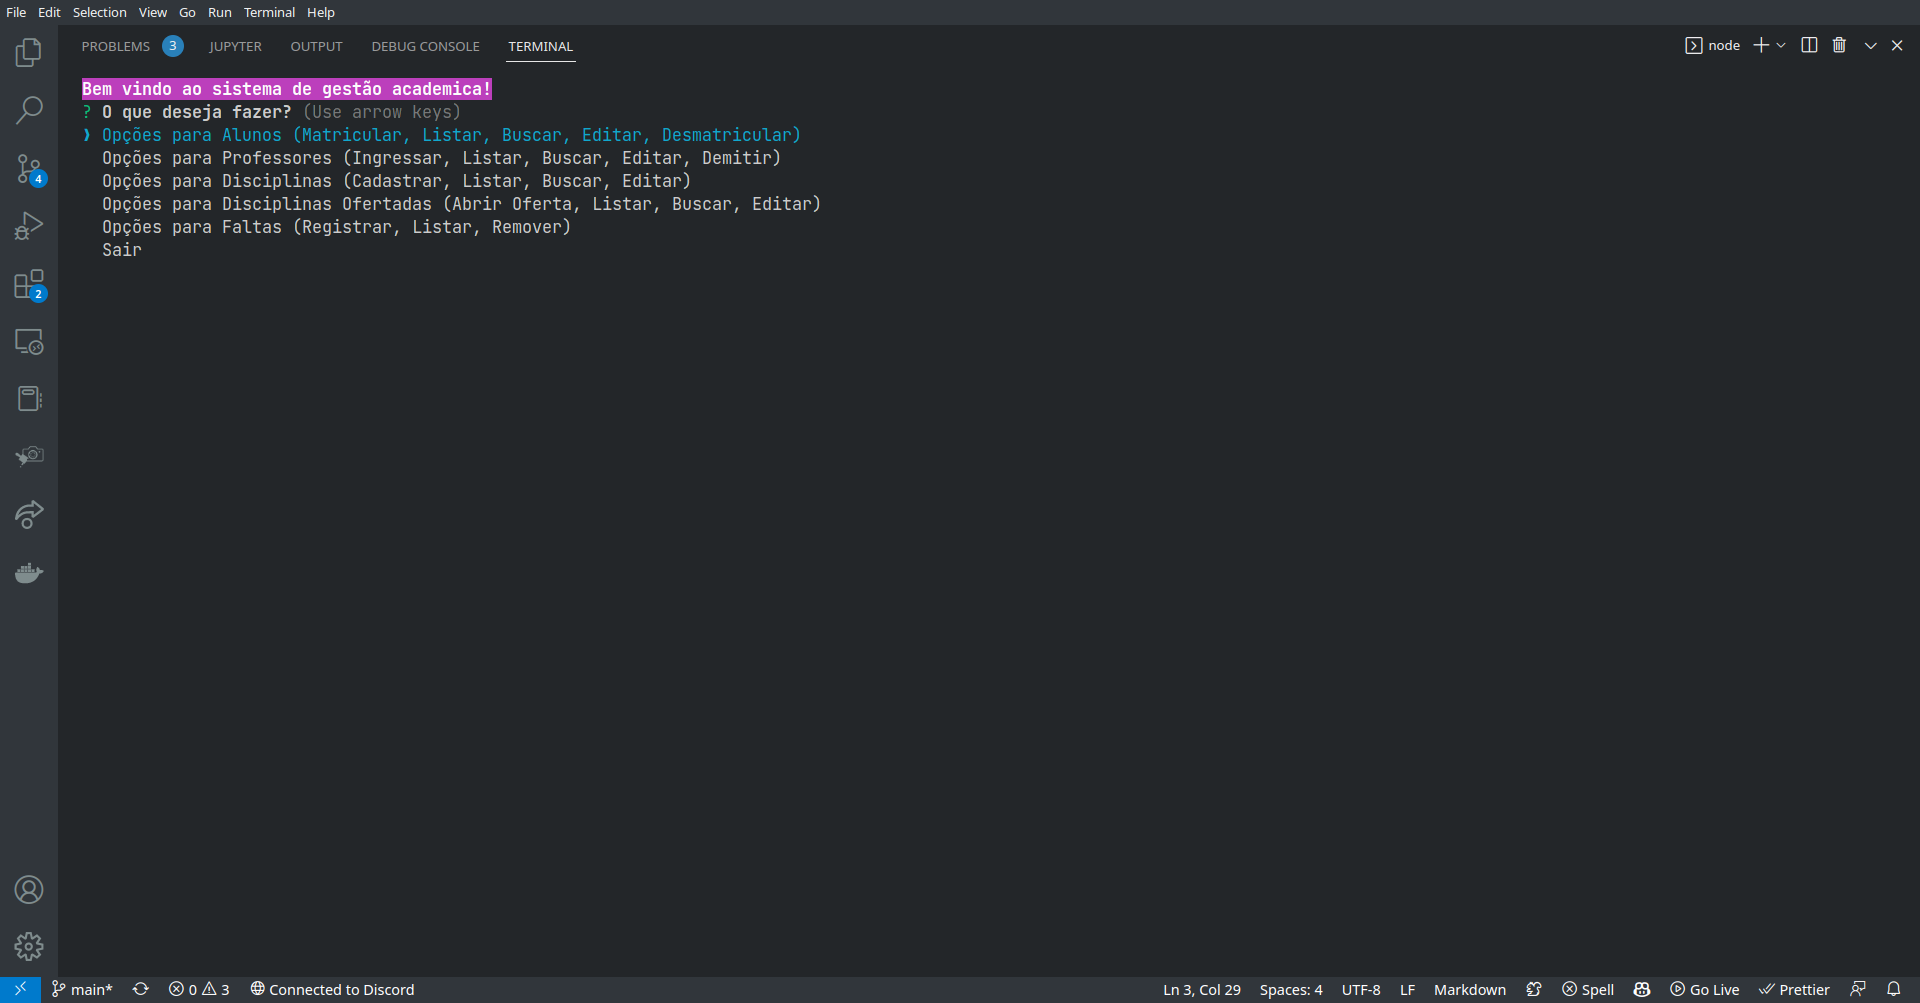 File Edit Selection View Go Run Terminal Help
PROBLEMS 3 JUPYTER OUTPUT DEBUG CONSOLE TERMINAL node
Bem vindo ao sistema de gestão academica!
? O que deseja fazer? (Use arrow keys)
❯ Opções para Alunos (Matricular, Listar, Buscar, Editar, Desmatricular)
Opções para Professores (Ingressar, Listar, Buscar, Editar, Demitir)
Opções para Disciplinas (Cadastrar, Listar, Buscar, Editar)
Opções para Disciplinas Ofertadas (Abrir Oferta, Listar, Buscar, Editar)
Opções para Faltas (Registrar, Listar, Remover)
Sair
4
2
main* 0 3 Connected to Discord Ln 3, Col 29 Spaces: 4 UTF-8 LF Markdown Spell Go Live Prettier